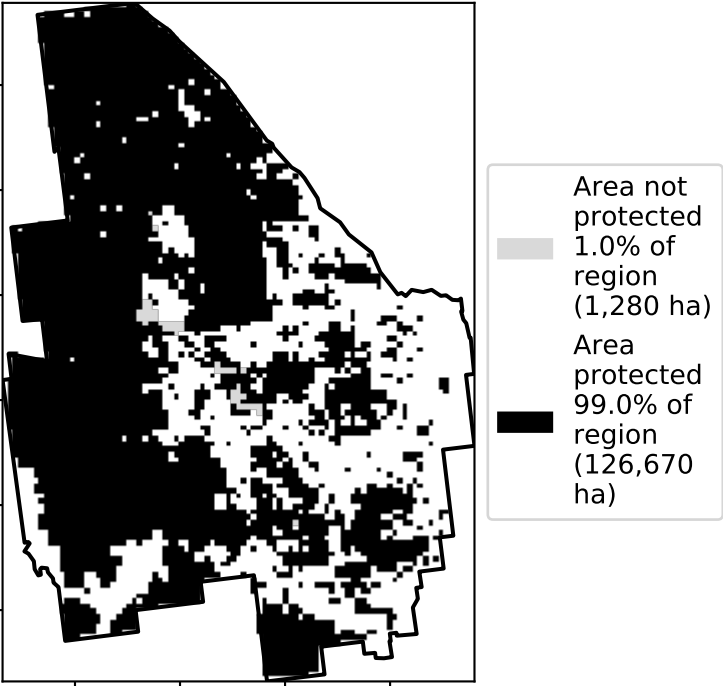 Area not
protected
1.0% of
region
(1,280 ha)
Area
protected
99.0% of
region
(126,670
ha)